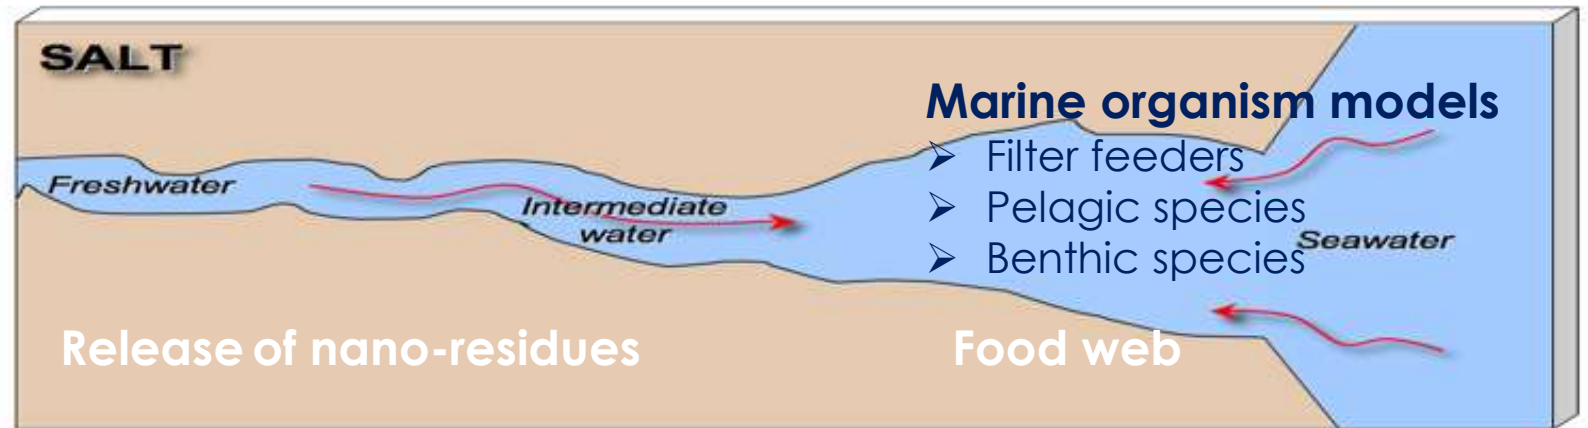 SALT
Marine organism models
➢ Filter feeders
Freshwater
Intermediate
water
➢ Pelagic species
➢ Benthic species
Seawater
Release of nano-residues
Food web